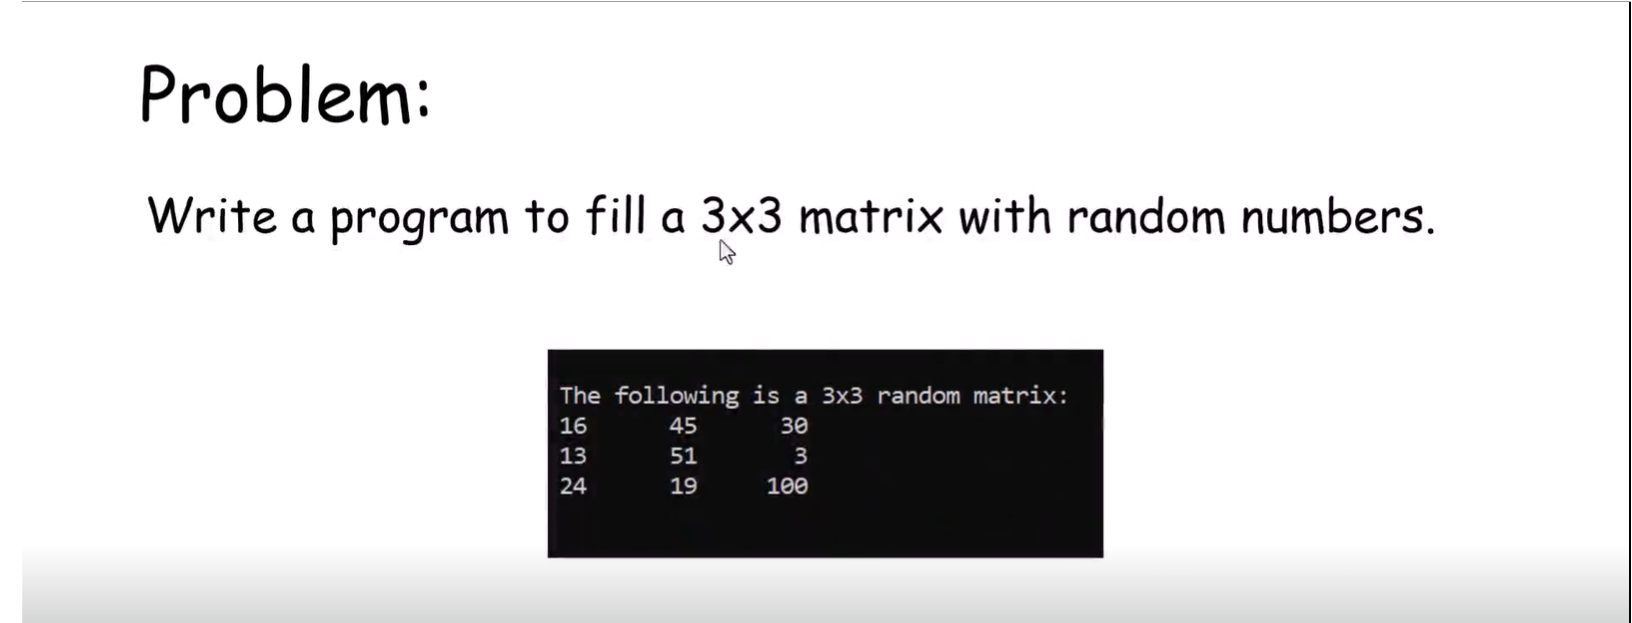 Problem:
Write a program to fill a 3x3 matrix with random numbers.
The following is a 3x3 random matrix:
16 45 30
13 51 3
24 19 100